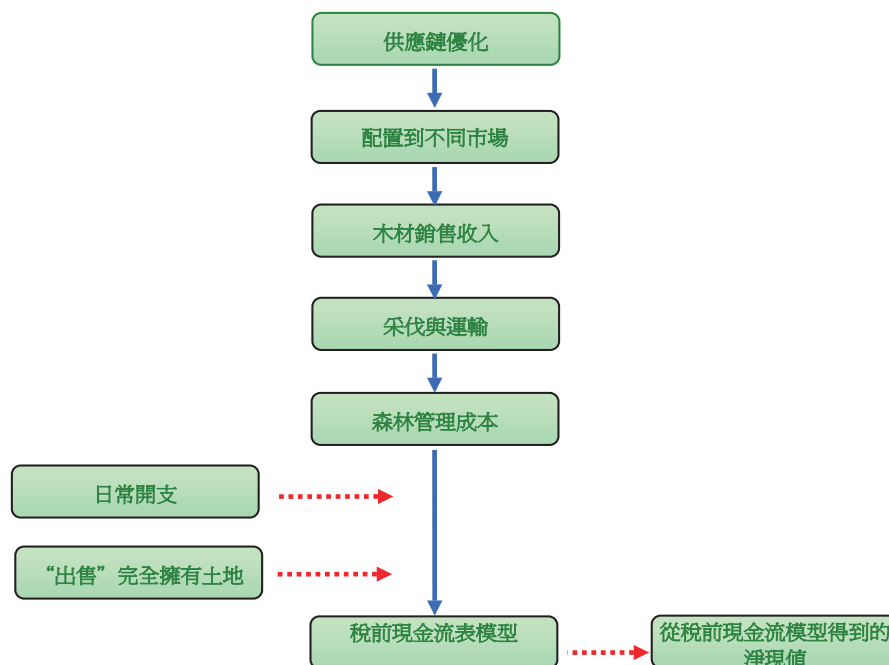 供應鏈優化
配置到不同市場
木材銷售收入
采伐與運輸
森林管理成本
日常開支
“出售”完全擁有土地
稅前現金流表模型
從稅前現金流模型得到的
淨現值